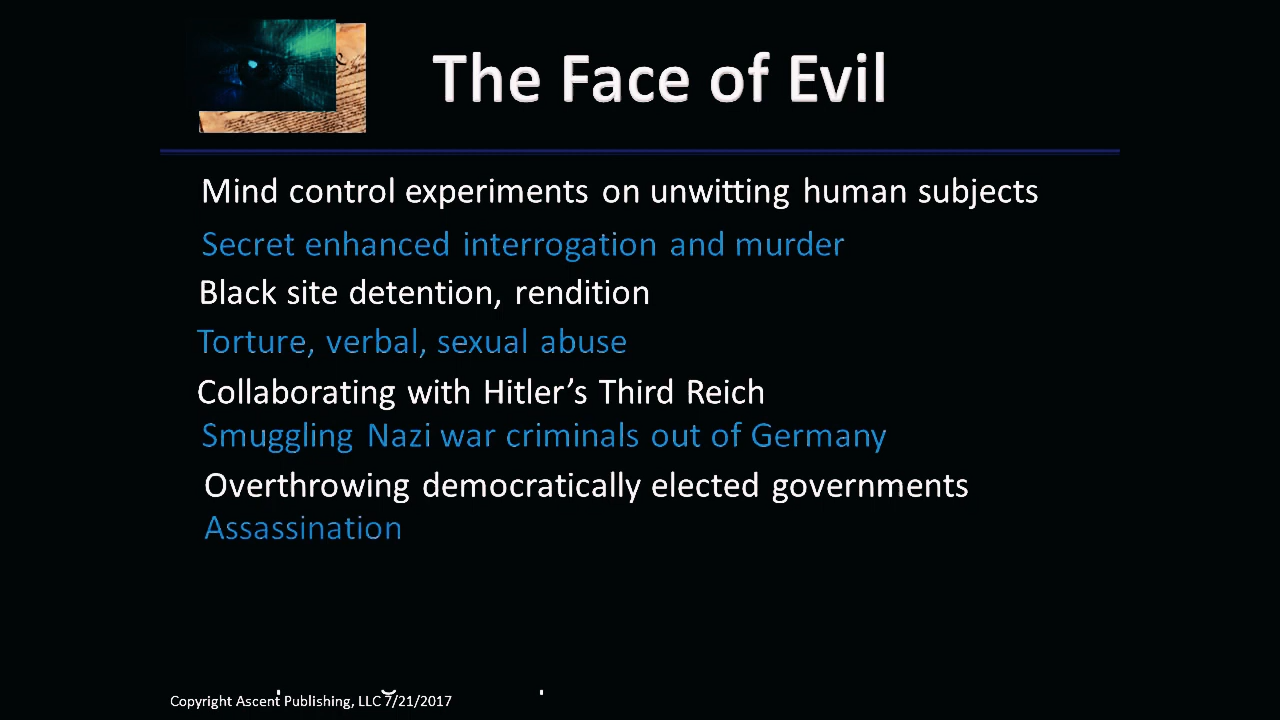 The Face of Evil
Mind control experiments on unwitting human subjects
Secret enhanced interrogation and murder
Black site detention, rendition
Torture, verbal, sexual abuse
Collaborating with Hitler’s Third Reich
Smuggling Nazi war criminals out of Germany
Overthrowing democratically elected governments
Assassination
Copyright Ascent Publishing, LLC 7/21/2017